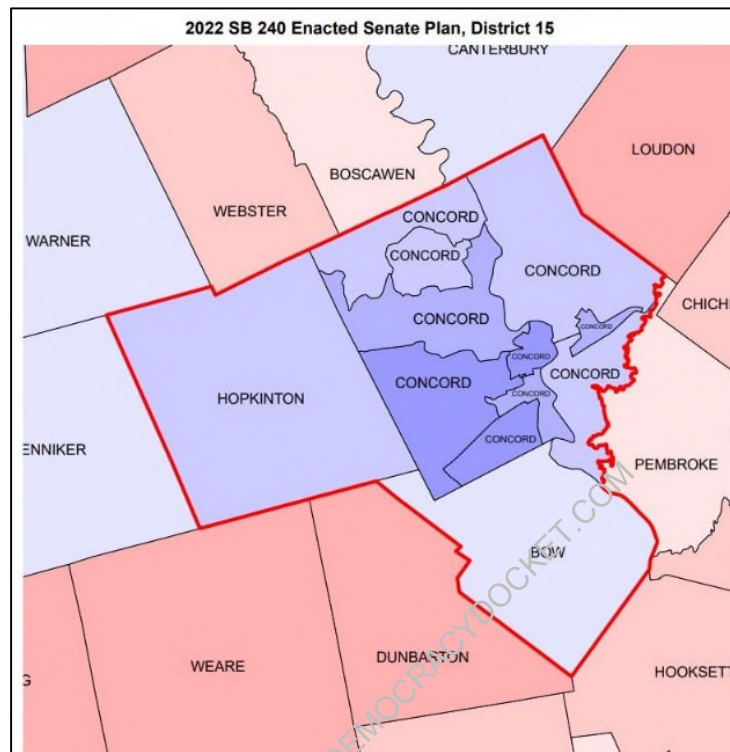 2022 SB 240 Enacted Senate Plan, District 15
CANTERBURY
LOUDON
BOSCAWEN
WEBSTER
CONCORD
WARNER
CONCORD
CONCORD
CHICHE
CONCORD
CONCORD
CONCORD
CONCORD
CONCORD
HOPKINTON
CONCORD
CONCORD
ENNIKER
PEMBROKE
BOW
WEARE
DUNBARTON
HOOKSETT
G
DEMOCRACYDOCKET.COM